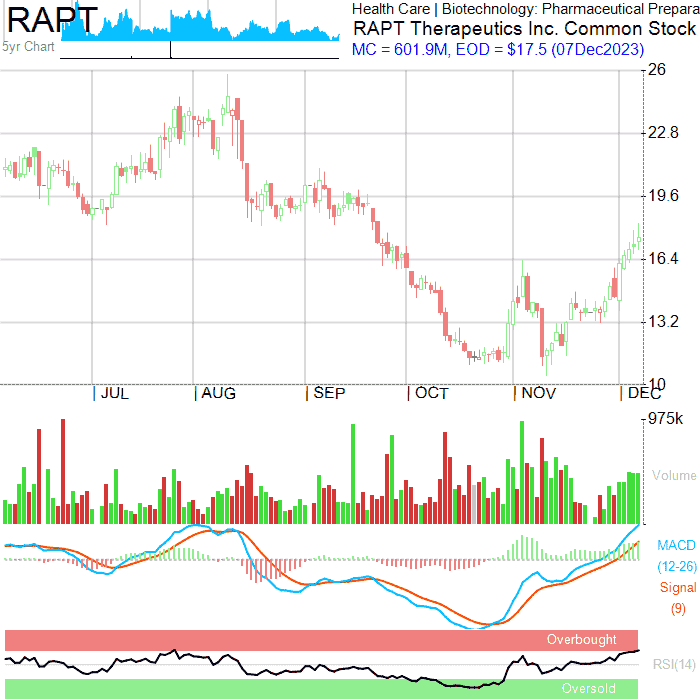 RAPT
5yr Chart
Health Care | Biotechnology: Pharmaceutical Prepara
RAPT Therapeutics Inc. Common Stock
MC = 601.9M, EOD = $17.5 (07Dec2023)
26
22.8
19.6
16.4
13.2
10
JUL
AUG
SEP
OCT
NOV
DEC
975k
Volume
MACD
(12-26)
Signal
(9)
Overbought
RSI(14)
Oversold